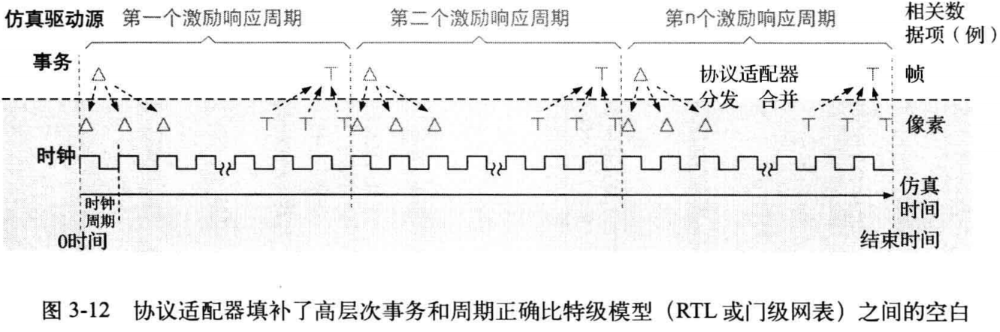 仿真驱动源 第一个激励响应周期 第二个激励响应周期 第n个激励响应周期 相关数
据项（例）
事务 协议适配器 帧
分发 合并
像素
时钟
仿真
时间
时钟
周期
0时间 结束时间
图 3-12 协议适配器填补了高层次事务和周期正确比特级模型（RTL 或门级网表）之间的空白